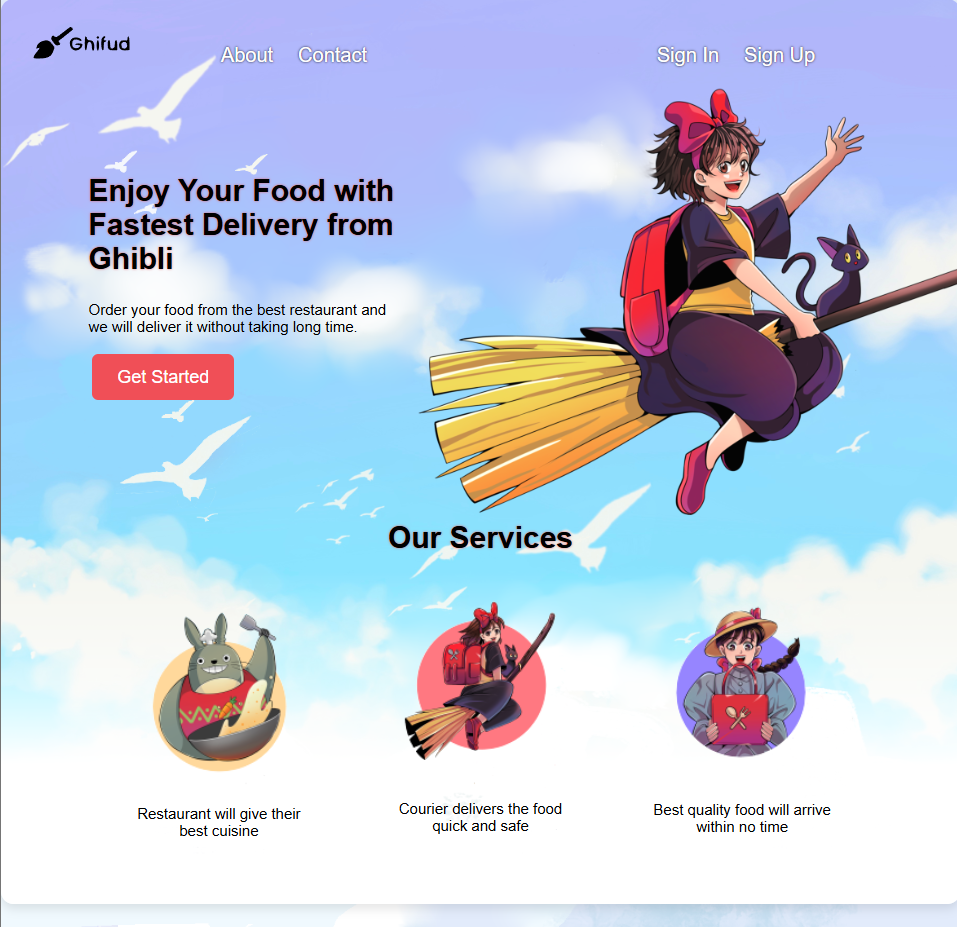 Ghifud
About Contact
Sign In Sign Up
Enjoy Your Food with
Fastest Delivery from
Ghibli
Order your food from the best restaurant and
we will deliver it without taking long time.
Get Started
Our Services
Restaurant will give their
best cuisine
Courier delivers the food
quick and safe
Best quality food will arrive
within no time